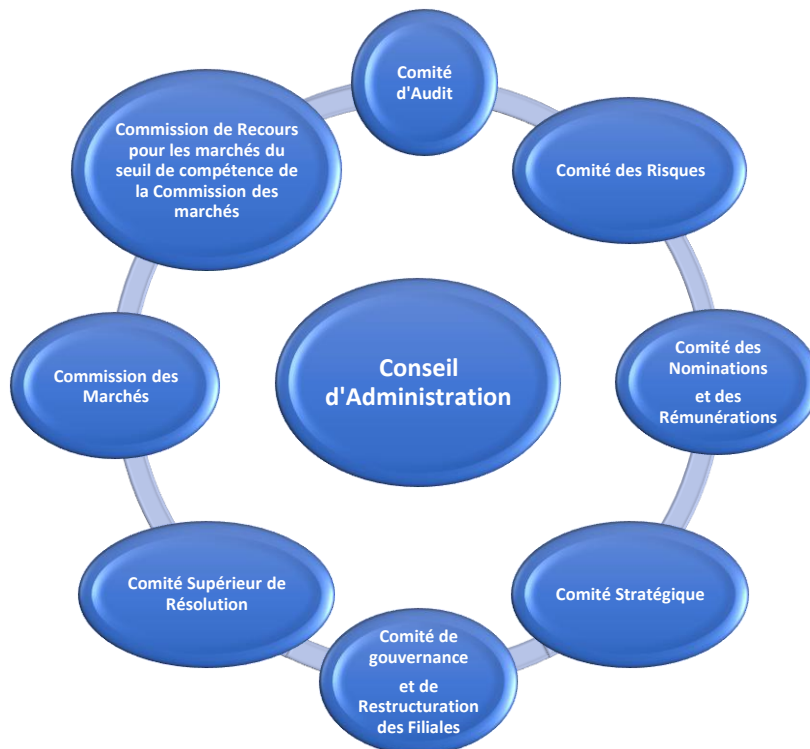 Comité
d'Audit
Commission de Recours
pour les marchés du
seuil de compétence de
la Commission des
marchés
Comité des Risques
Conseil
d'Administration
Comité des
Nominations
et des
Rémunérations
Commission des
Marchés
Comité Supérieur de
Résolution
Comité Stratégique
Comité de
gouvernance
et de
Restructuration
des Filiales